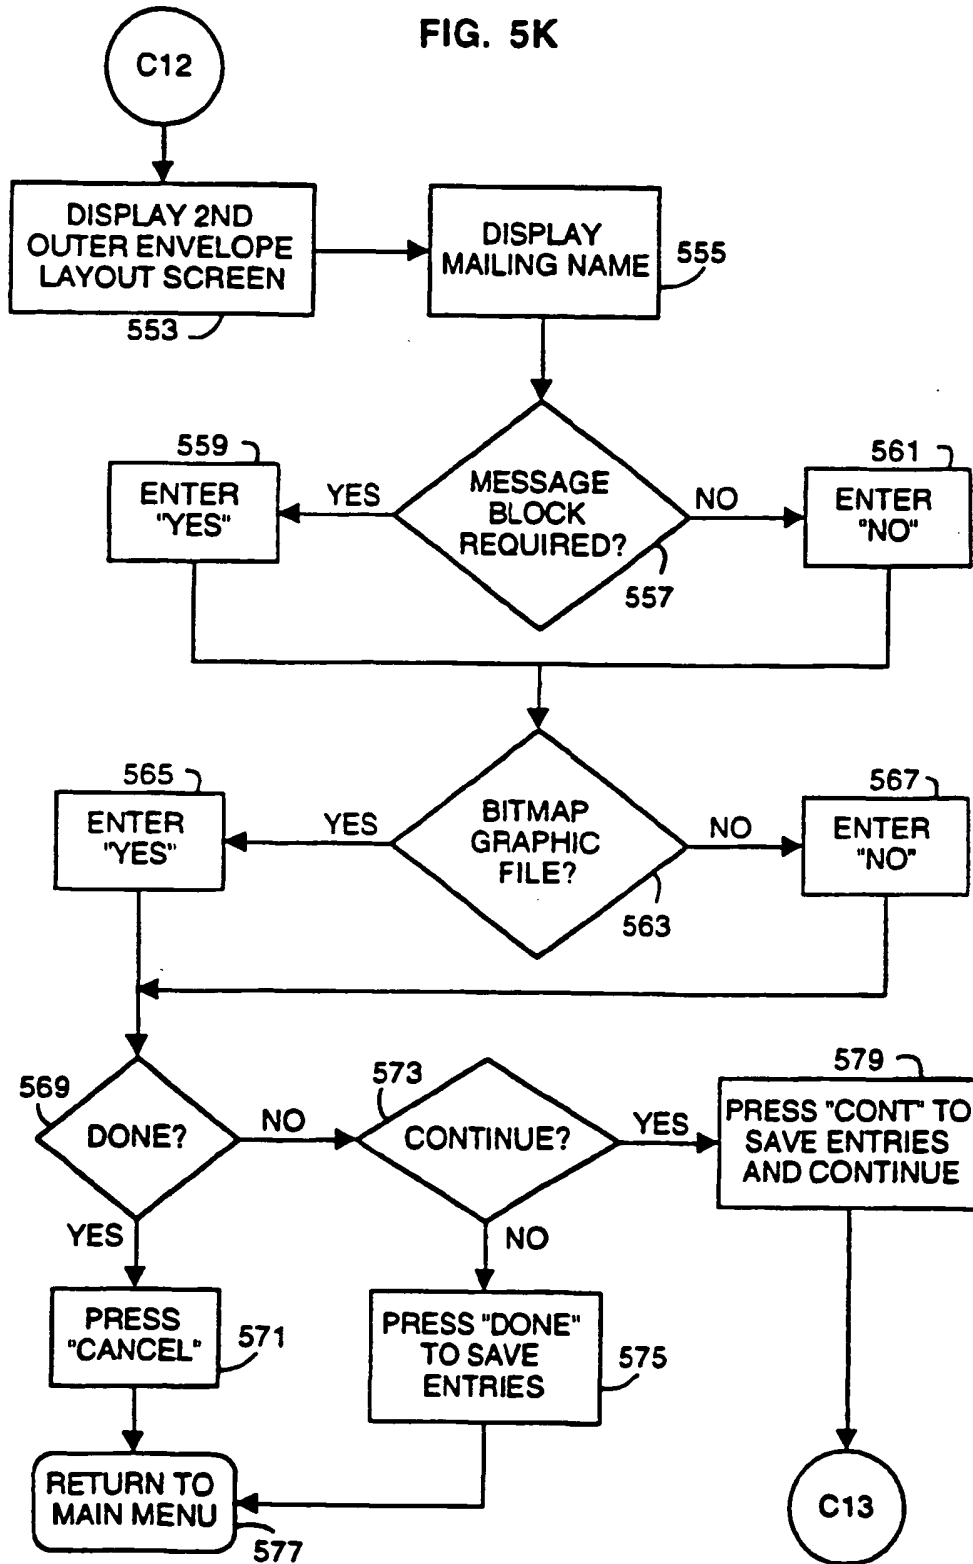 FIG. 5K
C12
DISPLAY 2ND
OUTER ENVELOPE
LAYOUT SCREEN
553
DISPLAY
MAILING NAME
555
559
ENTER
"YES"
YES
MESSAGE
BLOCK
REQUIRED?
557
NO
561
ENTER
"NO"
565
ENTER
"YES"
YES
BITMAP
GRAPHIC
FILE?
563
NO
567
ENTER
"NO"
569
DONE?
NO
573
CONTINUE?
YES
579
PRESS "CONT" TO
SAVE ENTRIES
AND CONTINUE
YES
NO
PRESS
"CANCEL"
571
PRESS "DONE"
TO SAVE
ENTRIES
575
RETURN TO
MAIN MENU
577
C13